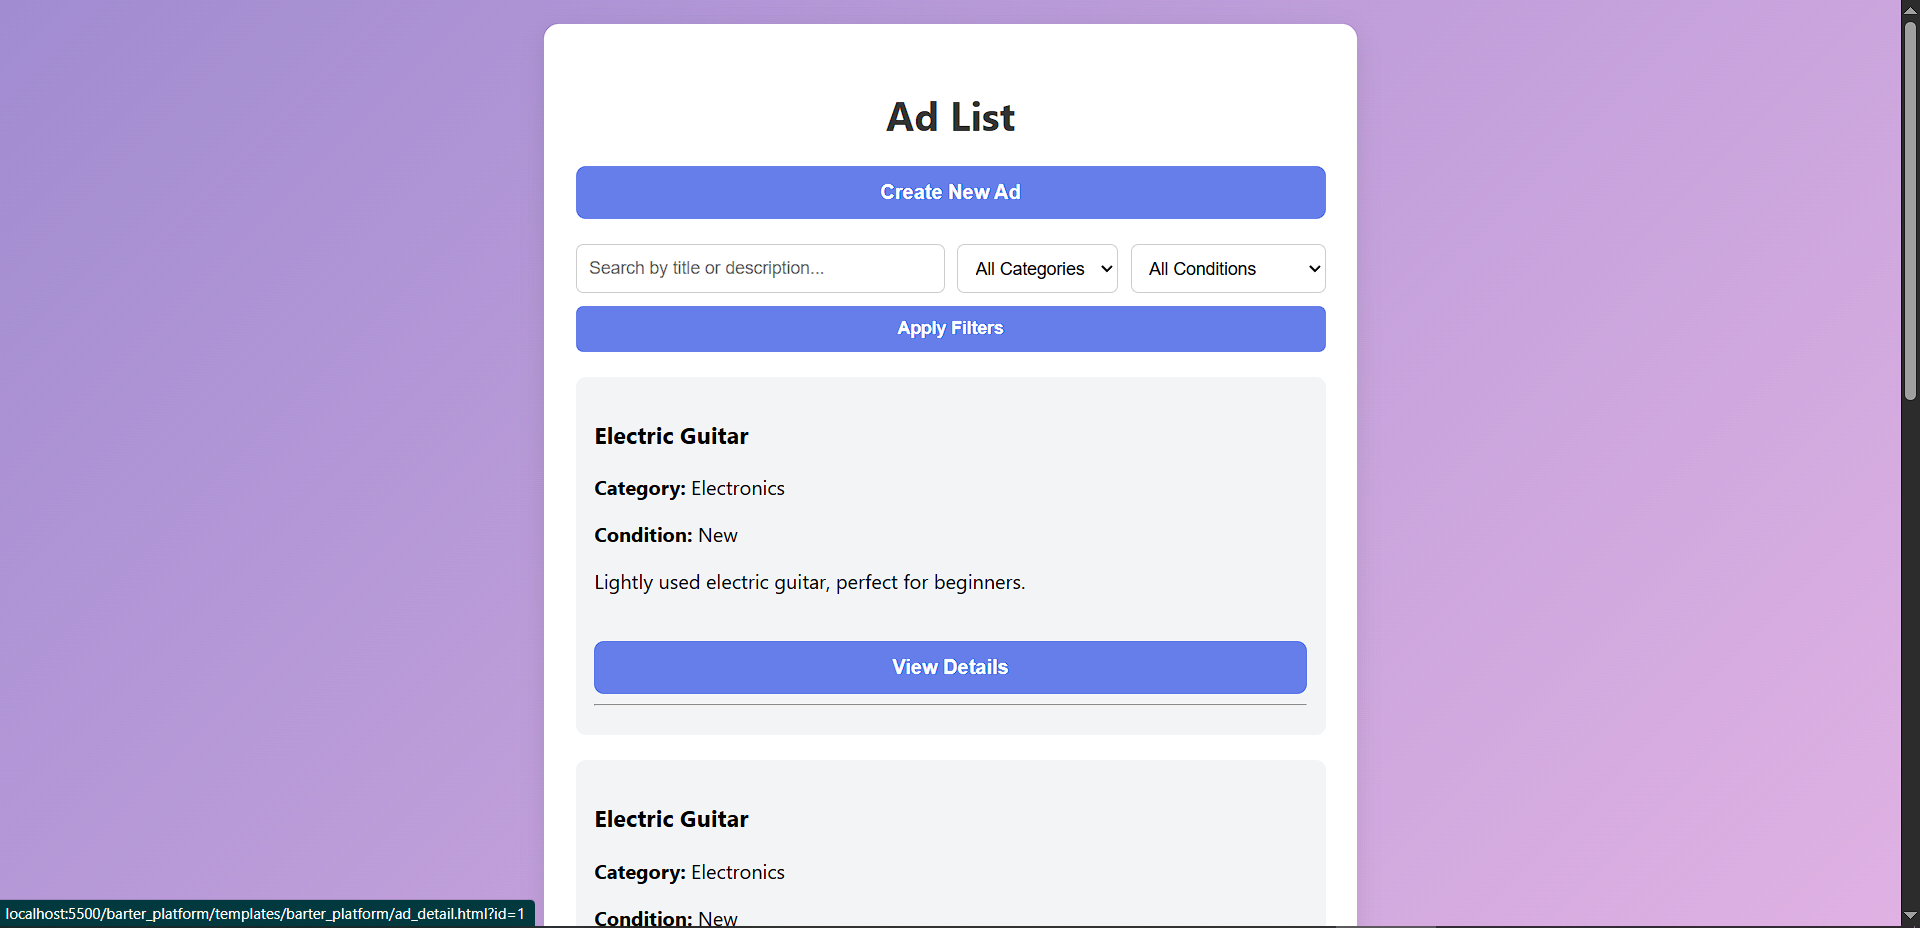 Ad List
Create New Ad
Search by title or description...
All Categories
All Conditions
Apply Filters
Electric Guitar
Category: Electronics
Condition: New
Lightly used electric guitar, perfect for beginners.
View Details
Electric Guitar
Category: Electronics
Condition: New
localhost:5500/barter_platform/templates/barter_platform/ad_detail.html?id=1